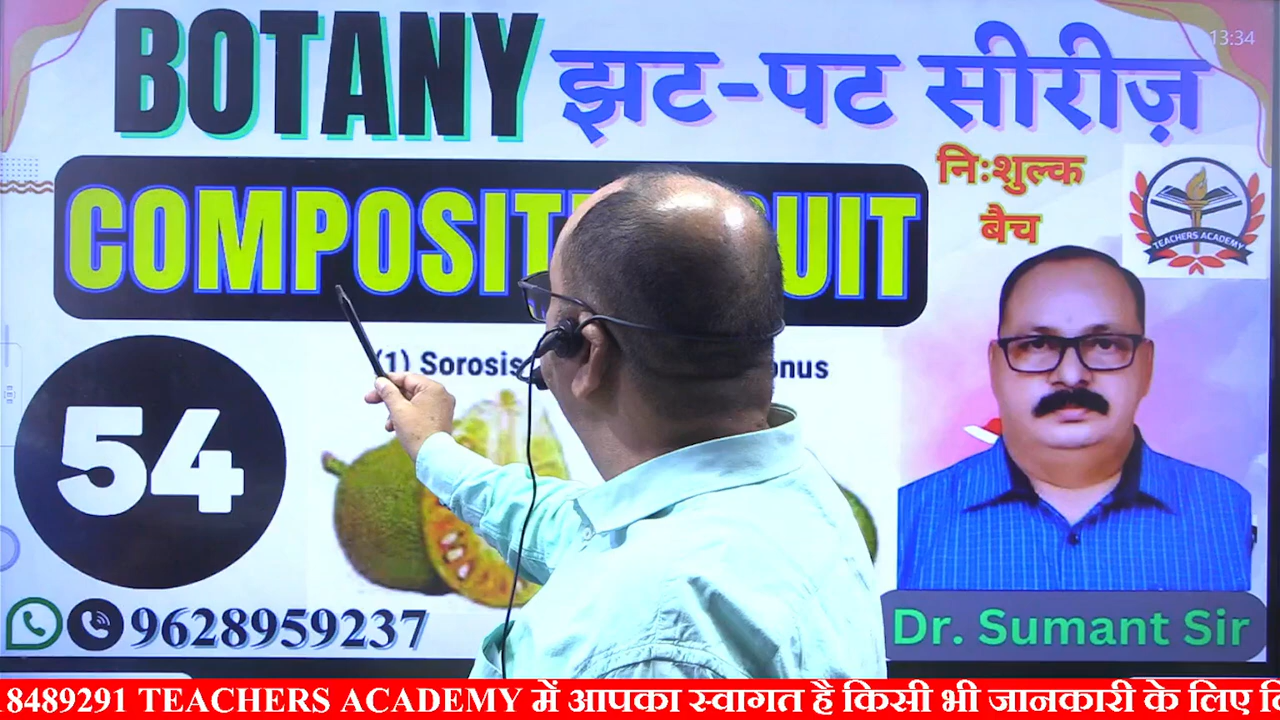 13:34
BOTANY झट-पट सीरीज़
COMPOSIT UIT
निःशुल्क
बैच
TEACHERS ACADEMY
(1) Sorosis
onus
54
9628959237
Dr. Sumant Sir
18489291 TEACHERS ACADEMY में आपका स्वागत है किसी भी जानकारी के लिए